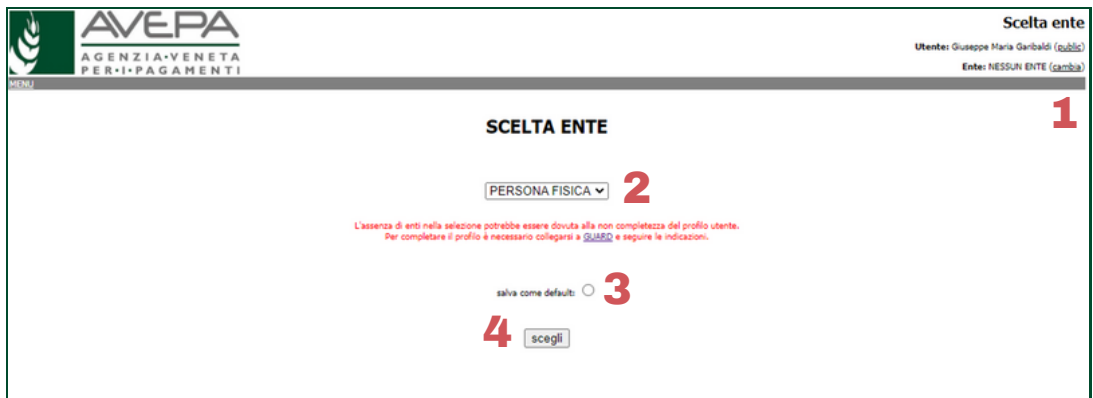 AVEPA
AGENZIA•VENETA
PER•I•PAGAMENTI
Scelta ente
Utente: Giuseppe Maria Garibaldi (public)
Ente: NESSUN ENTE (cambia)
MENU
1
SCELTA ENTE
PERSONA FISICA 2
L'assenza di enti nella selezione potrebbe essere dovuta alla non completezza del profilo utente.
Per completare il profilo è necessario collegarsi a GUARD e seguire le indicazioni.
salva come default: 3
4 scegli